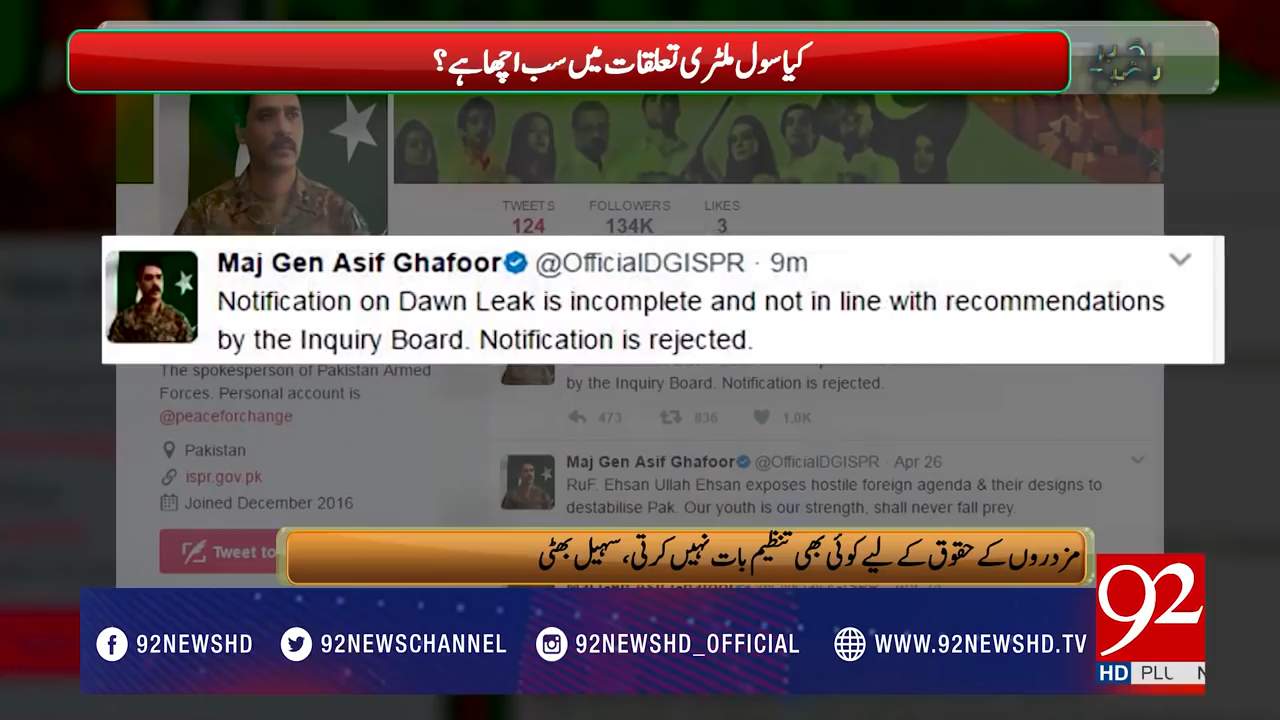 کیا سول ملٹری تعلقات میں سب اچھا ہے؟
TWEETS FOLLOWERS LIKES
124 134K 3
Maj Gen Asif Ghafoor @OfficialDGISPR · 9m
Notification on Dawn Leak is incomplete and not in line with recommendations
by the Inquiry Board. Notification is rejected.
The spokesperson of Pakistan Armed
Forces. Personal account is
@peaceforchange
Pakistan
ispr.gov.pk
Joined December 2016
Tweet to
by the Inquiry Board. Notification is rejected.
473 836 1.0K
Maj Gen Asif Ghafoor @OfficialDGISPR · Apr 26
RuF. Ehsan Ullah Ehsan exposes hostile foreign agenda & their designs to
destabilise Pak. Our youth is our strength, shall never fall prey.
مزدروں کے حقوق کے لیے کوئی بھی تنظیم بات نہیں کرتی، سہیل بھٹی
92NEWSHD 92NEWSCHANNEL 92NEWSHD_OFFICIAL WWW.92NEWSHD.TV
92
HD PLU N